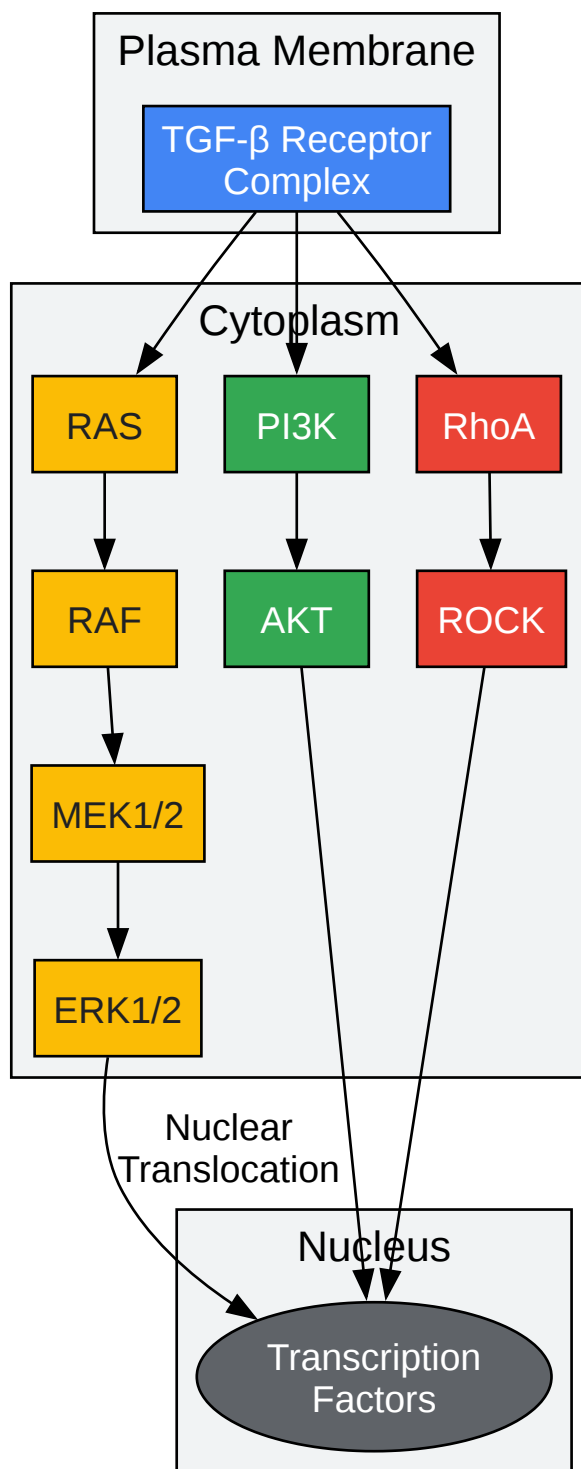 Plasma Membrane
TGF-β Receptor
Complex
Cytoplasm
RAS
PI3K
RhoA
RAF
AKT
ROCK
MEK1/2
ERK1/2
Nuclear
Translocation
Nucleus
Transcription
Factors